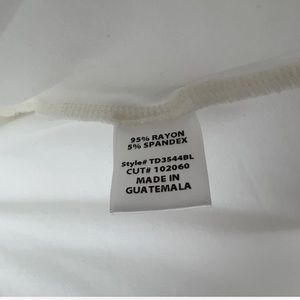 95% RAYON
5% SPANDEX
Style# TD3544BL
CUT# 102060
MADE IN
GUATEMALA